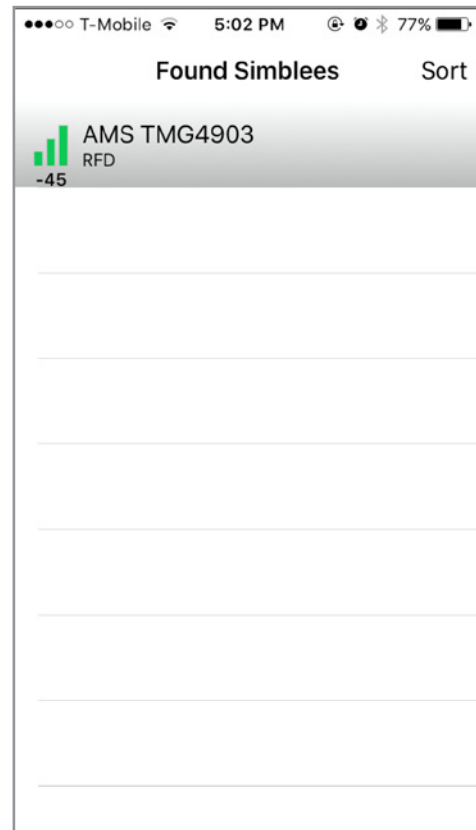 T-Mobile 5:02 PM 77%
Found Simblees Sort
AMS TMG4903
RFD
-45